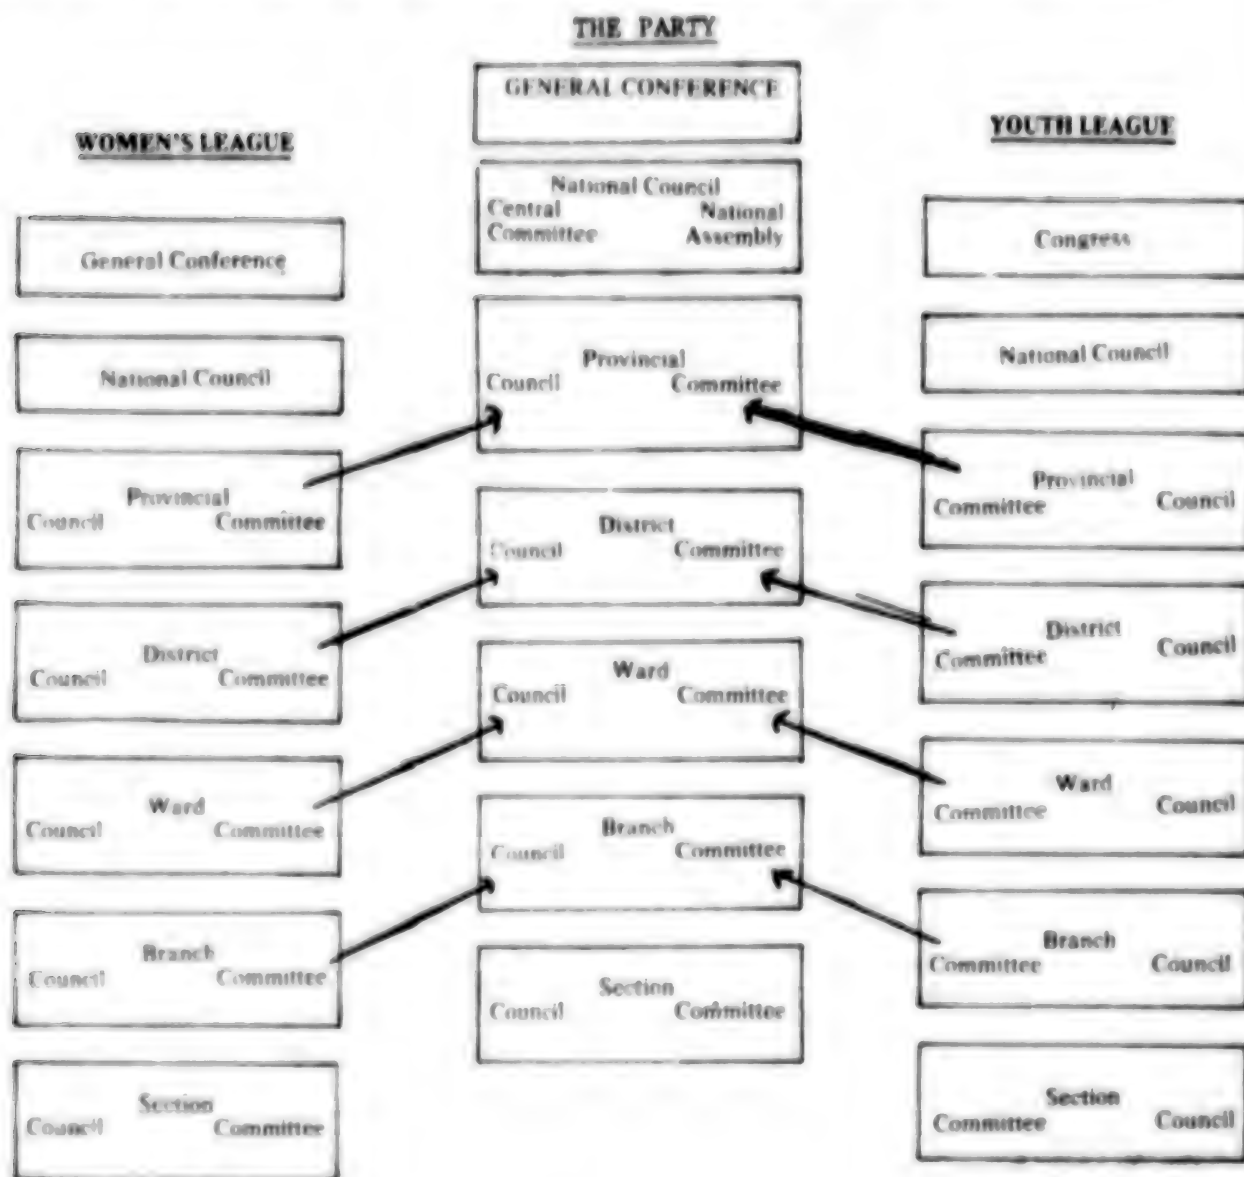 THE PARTY
GENERAL CONFERENCE
National Council
Central National
Committee Assembly
Provincial
Council Committee
District
Council Committee
Ward
Council Committee
Branch
Council Committee
Section
Council Committee
WOMEN'S LEAGUE
General Conference
National Council
Provincial
Council Committee
District
Council Committee
Ward
Council Committee
Branch
Council Committee
Section
Council Committee
YOUTH LEAGUE
Congress
National Council
Provincial
Committee Council
District
Committee Council
Ward
Committee Council
Branch
Committee Council
Section
Committee Council